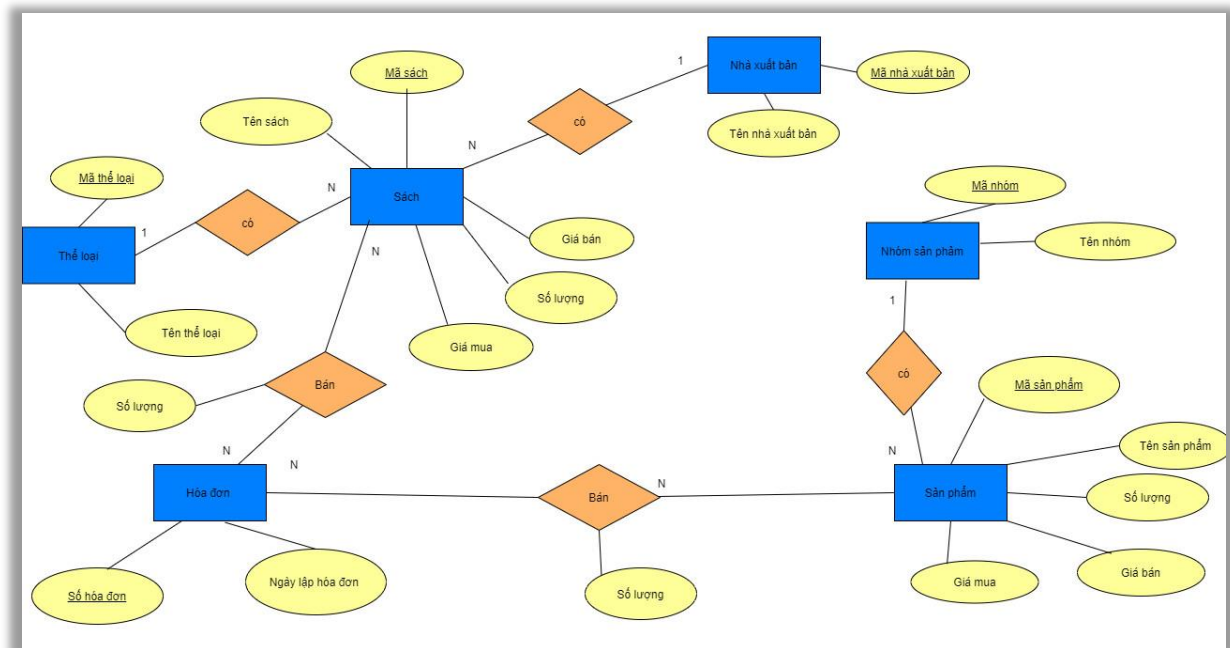 Nhà xuất bản
1
Mã sách
Mã nhà xuất bản
Tên sách
có
Tên nhà xuất bản
N
Mã thể loại
N
Sách
Mã nhóm
có
1
Thể loại
N
Giá bán
Nhóm sản phẩm
Tên nhóm
Số lượng
1
Tên thể loại
Giá mua
có
Bán
Mã sản phẩm
Số lượng
Tên sản phẩm
N
N
N
N
Hóa đơn
Bán
Sản phẩm
Số lượng
Ngày lập hóa đơn
Giá mua
Giá bán
Số hóa đơn
Số lượng